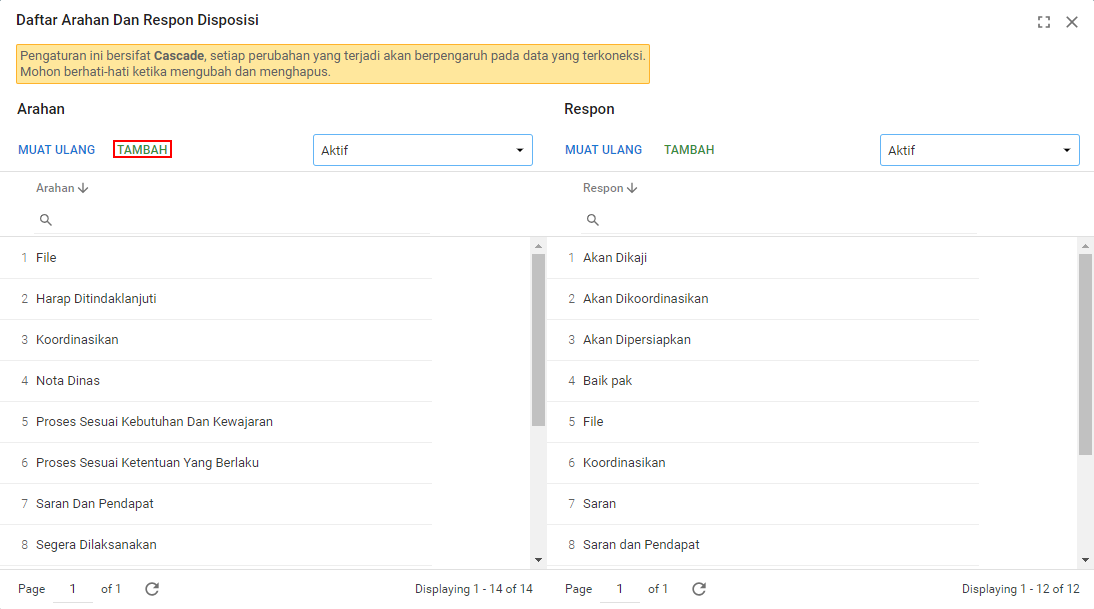 Daftar Arahan Dan Respon Disposisi
Pengaturan ini bersifat Cascade, setiap perubahan yang terjadi akan berpengaruh pada data yang terkoneksi.
Mohon berhati-hati ketika mengubah dan menghapus.
Arahan
MUAT ULANG TAMBAH Aktif
Arahan
1 File
2 Harap Ditindaklanjuti
3 Koordinasikan
4 Nota Dinas
5 Proses Sesuai Kebutuhan Dan Kewajaran
6 Proses Sesuai Ketentuan Yang Berlaku
7 Saran Dan Pendapat
8 Segera Dilaksanakan
Page 1 of 1 Displaying 1 - 14 of 14
Respon
MUAT ULANG TAMBAH Aktif
Respon
1 Akan Dikaji
2 Akan Dikoordinasikan
3 Akan Dipersiapkan
4 Baik pak
5 File
6 Koordinasikan
7 Saran
8 Saran dan Pendapat
Page 1 of 1 Displaying 1 - 12 of 12